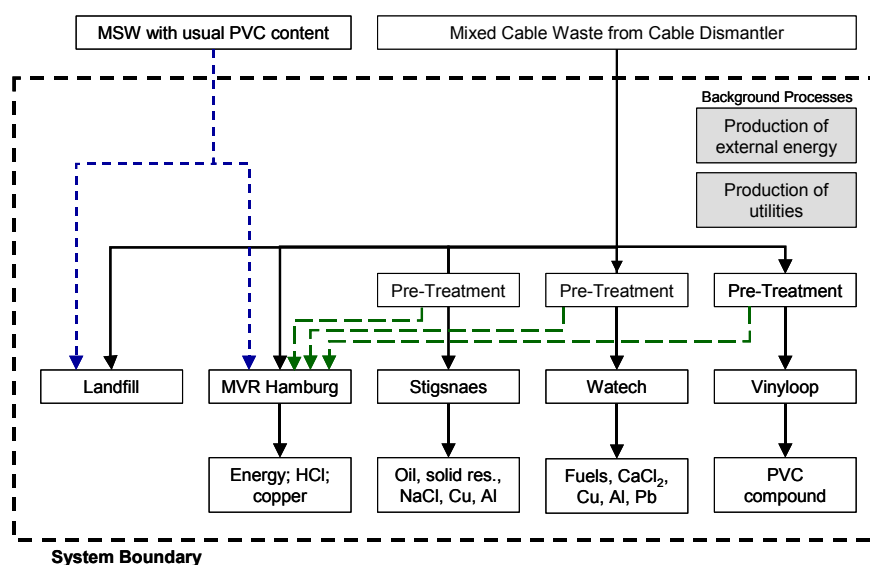 MSW with usual PVC content
Mixed Cable Waste from Cable Dismantler
Background Processes
Production of
external energy
Production of
utilities
Pre-Treatment
Pre-Treatment
Pre-Treatment
Landfill
MVR Hamburg
Stigsnaes
Watech
Vinyloop
Energy; HCl;
copper
Oil, solid res.,
NaCl, Cu, Al
Fuels, CaCl₂,
Cu, Al, Pb
PVC
compound
System Boundary